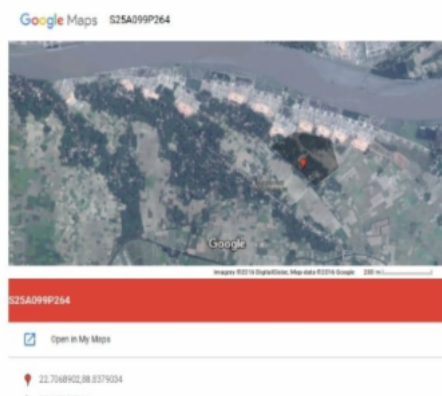 Google Maps S25A099P264
Google
Imagery ©2016 DigitalGlobe, Map data ©2016 Google 200 m
S25A099P264
Open in My Maps
22.7068902,88.8379034